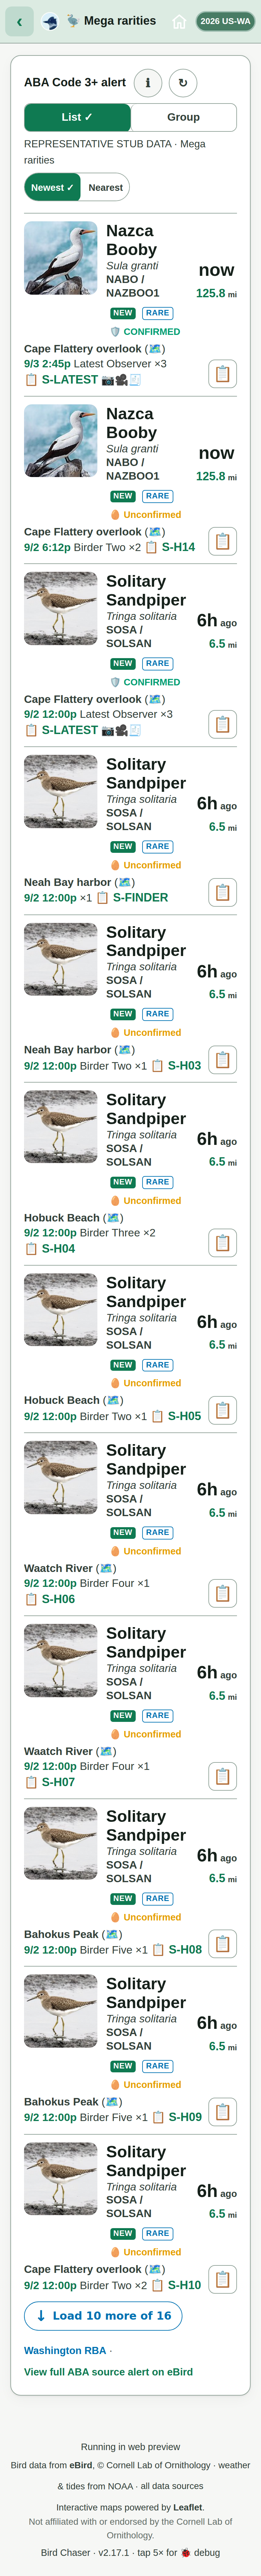 ‹ Mega rarities 2026 US-WA
ABA Code 3+ alert ℹ ↻
List ✓ Group
REPRESENTATIVE STUB DATA · Mega
rarities
Newest ✓ Nearest
Nazca
Booby
Sula granti
NABO /
NAZBOO1
now
125.8 mi
NEW RARE
CONFIRMED
Cape Flattery overlook ()
9/3 2:45p Latest Observer ×3
S-LATEST
Nazca
Booby
Sula granti
NABO /
NAZBOO1
now
125.8 mi
NEW RARE
Unconfirmed
Cape Flattery overlook ()
9/2 6:12p Birder Two ×2 S-H14
Solitary
Sandpiper
Tringa solitaria
SOSA /
SOLSAN
6h ago
6.5 mi
NEW RARE
CONFIRMED
Cape Flattery overlook ()
9/2 12:00p Latest Observer ×3
S-LATEST
Solitary
Sandpiper
Tringa solitaria
SOSA /
SOLSAN
6h ago
6.5 mi
NEW RARE
Unconfirmed
Neah Bay harbor ()
9/2 12:00p ×1 S-FINDER
Solitary
Sandpiper
Tringa solitaria
SOSA /
SOLSAN
6h ago
6.5 mi
NEW RARE
Unconfirmed
Neah Bay harbor ()
9/2 12:00p Birder Two ×1 S-H03
Solitary
Sandpiper
Tringa solitaria
SOSA /
SOLSAN
6h ago
6.5 mi
NEW RARE
Unconfirmed
Hobuck Beach ()
9/2 12:00p Birder Three ×2
S-H04
Solitary
Sandpiper
Tringa solitaria
SOSA /
SOLSAN
6h ago
6.5 mi
NEW RARE
Unconfirmed
Hobuck Beach ()
9/2 12:00p Birder Two ×1 S-H05
Solitary
Sandpiper
Tringa solitaria
SOSA /
SOLSAN
6h ago
6.5 mi
NEW RARE
Unconfirmed
Waatch River ()
9/2 12:00p Birder Four ×1
S-H06
Solitary
Sandpiper
Tringa solitaria
SOSA /
SOLSAN
6h ago
6.5 mi
NEW RARE
Unconfirmed
Waatch River ()
9/2 12:00p Birder Four ×1
S-H07
Solitary
Sandpiper
Tringa solitaria
SOSA /
SOLSAN
6h ago
6.5 mi
NEW RARE
Unconfirmed
Bahokus Peak ()
9/2 12:00p Birder Five ×1 S-H08
Solitary
Sandpiper
Tringa solitaria
SOSA /
SOLSAN
6h ago
6.5 mi
NEW RARE
Unconfirmed
Bahokus Peak ()
9/2 12:00p Birder Five ×1 S-H09
Solitary
Sandpiper
Tringa solitaria
SOSA /
SOLSAN
6h ago
6.5 mi
NEW RARE
Unconfirmed
Cape Flattery overlook ()
9/2 12:00p Birder Two ×2 S-H10
↓ Load 10 more of 16
Washington RBA ·
View full ABA source alert on eBird
Running in web preview
Bird data from eBird, © Cornell Lab of Ornithology · weather
& tides from NOAA · all data sources
Interactive maps powered by Leaflet.
Not affiliated with or endorsed by the Cornell Lab of
Ornithology.
Bird Chaser · v2.17.1 · tap 5× for 🐞 debug